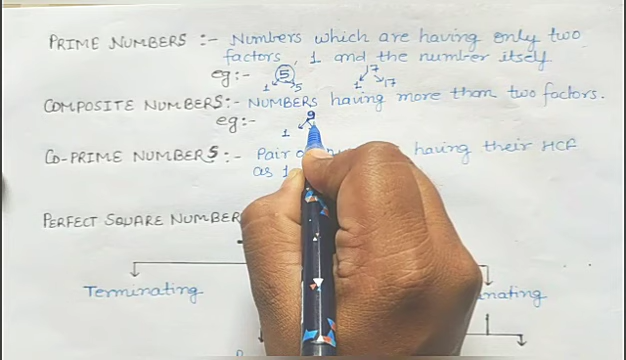 PRIME NUMBERS :- Numbers which are having only two
factors, 1 and the number itself
eg:- 5 17
1 5 1 17
COMPOSITE NUMBERS:- NUMBERS having more than two factors.
eg:- 9
1
CO-PRIME NUMBERS:- Pair having their HCF
as 1
PERFECT SQUARE NUMBER
Terminating